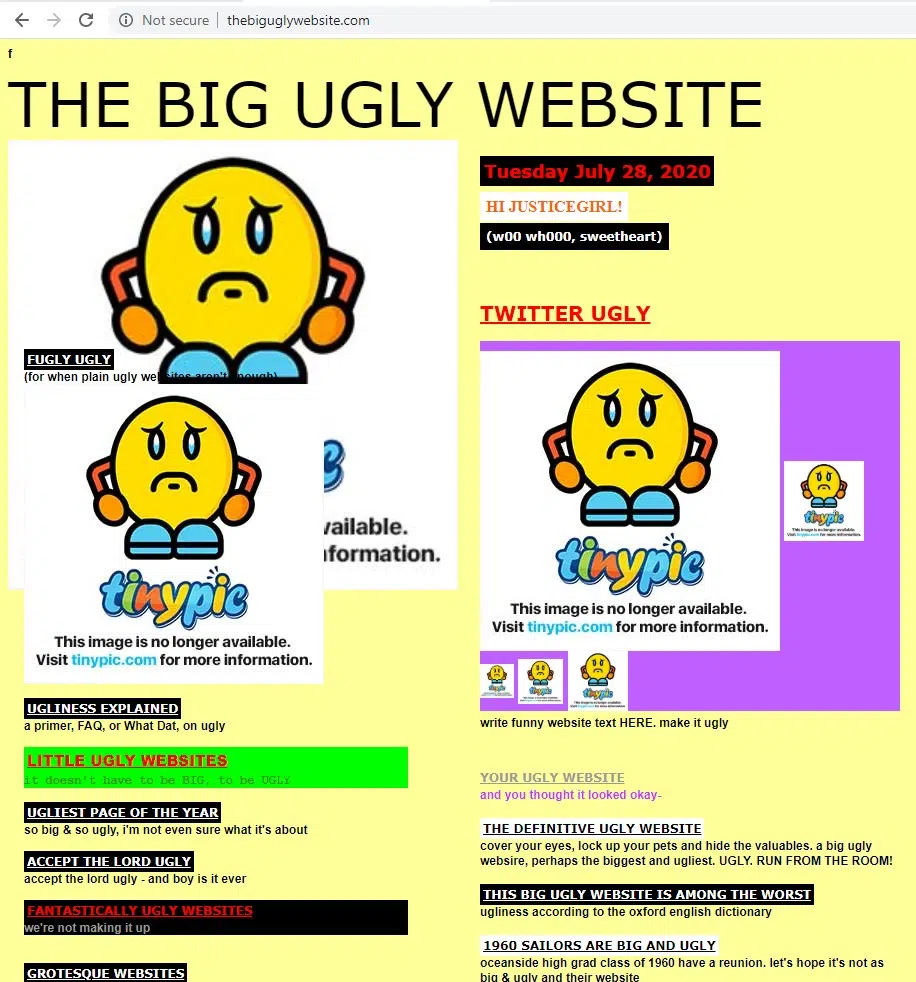 Not secure
thebiguglywebsite.com
f
THE BIG UGLY WEBSITE
FUGLY UGLY
(for when plain ugly websites aren't enough)
vailable.
formation.
tinypic
This image is no longer available.
Visit tinypic.com for more information.
UGLINESS EXPLAINED
a primer, FAQ, or What Dat, on ugly
LITTLE UGLY WEBSITES
it doesn't have to be BIG, to be UGLY
UGLIEST PAGE OF THE YEAR
so big & so ugly, i'm not even sure what it's about
ACCEPT THE LORD UGLY
accept the lord ugly - and boy is it ever
FANTASTICALLY UGLY WEBSITES
we're not making it up
GROTESQUE WEBSITES
Tuesday July 28, 2020
HI JUSTICEGIRL!
(w00 wh000, sweetheart)
TWITTER UGLY
tinypic
This image is no longer available.
Visit tinypic.com for more information.
tinypic
This image is no longer available.
Visit tinypic.com for more information.
tinypic
tinypic
tinypic
write funny website text HERE. make it ugly
YOUR UGLY WEBSITE
and you thought it looked okay-
THE DEFINITIVE UGLY WEBSITE
cover your eyes, lock up your pets and hide the valuables. a big ugly
websire, perhaps the biggest and ugliest. UGLY. RUN FROM THE ROOM!
THIS BIG UGLY WEBSITE IS AMONG THE WORST
ugliness according to the oxford english dictionary
1960 SAILORS ARE BIG AND UGLY
oceanside high grad class of 1960 have a reunion. let's hope it's not as
big & ugly and their website